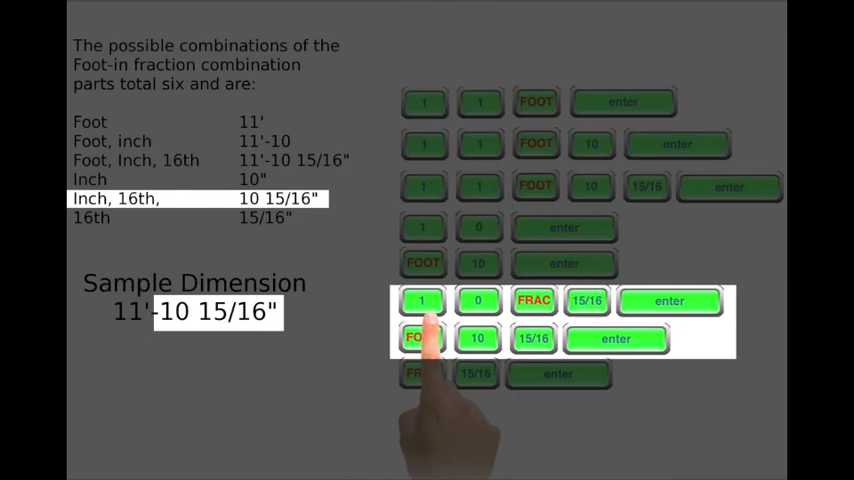 The possible combinations of the
Foot-in fraction combination
parts total six and are:
Foot 11'
Foot, inch 11'-10
Foot, Inch, 16th 11'-10 15/16"
Inch 10"
Inch, 16th, 10 15/16"
16th 15/16"
Sample Dimension
11'-10 15/16"
1 1 FOOT enter
1 1 FOOT 10 enter
1 1 FOOT 10 15/16 enter
1 0 enter
FOOT 10 enter
1 0 FRAC 15/16 enter
10 15/16 enter
15/16 enter